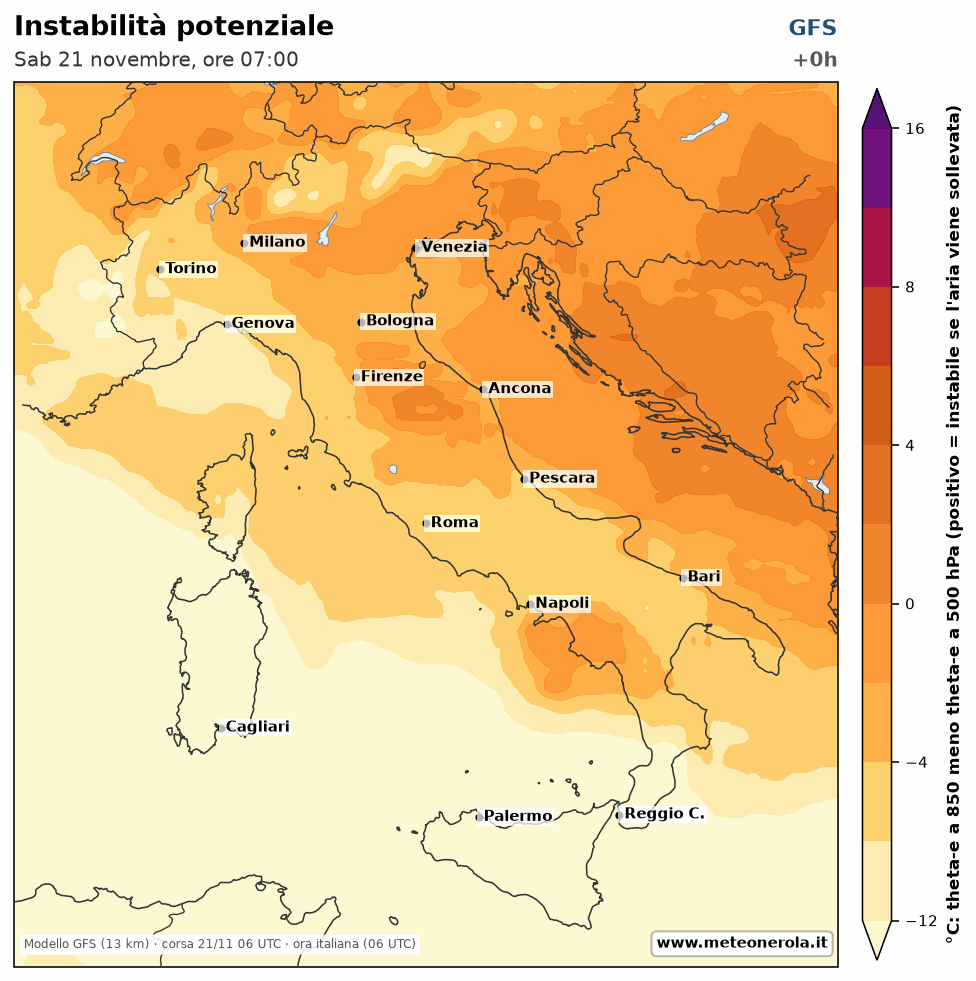 Instabilità potenziale
GFS
Sab 21 novembre, ore 07:00
+0h
16
8
4
0
−4
−12
°C: theta-e a 850 meno theta-e a 500 hPa (positivo = instabile se l'aria viene sollevata)
Milano
Venezia
Torino
Genova
Bologna
Firenze
Ancona
Pescara
Roma
Bari
Napoli
Cagliari
Palermo
Reggio C.
Modello GFS (13 km) · corsa 21/11 06 UTC · ora italiana (06 UTC)
www.meteonerola.it